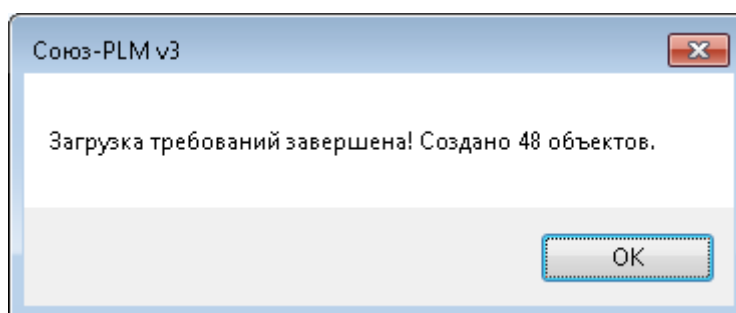 Союз-PLM v3
Загрузка требований завершена! Создано 48 объектов.
OK